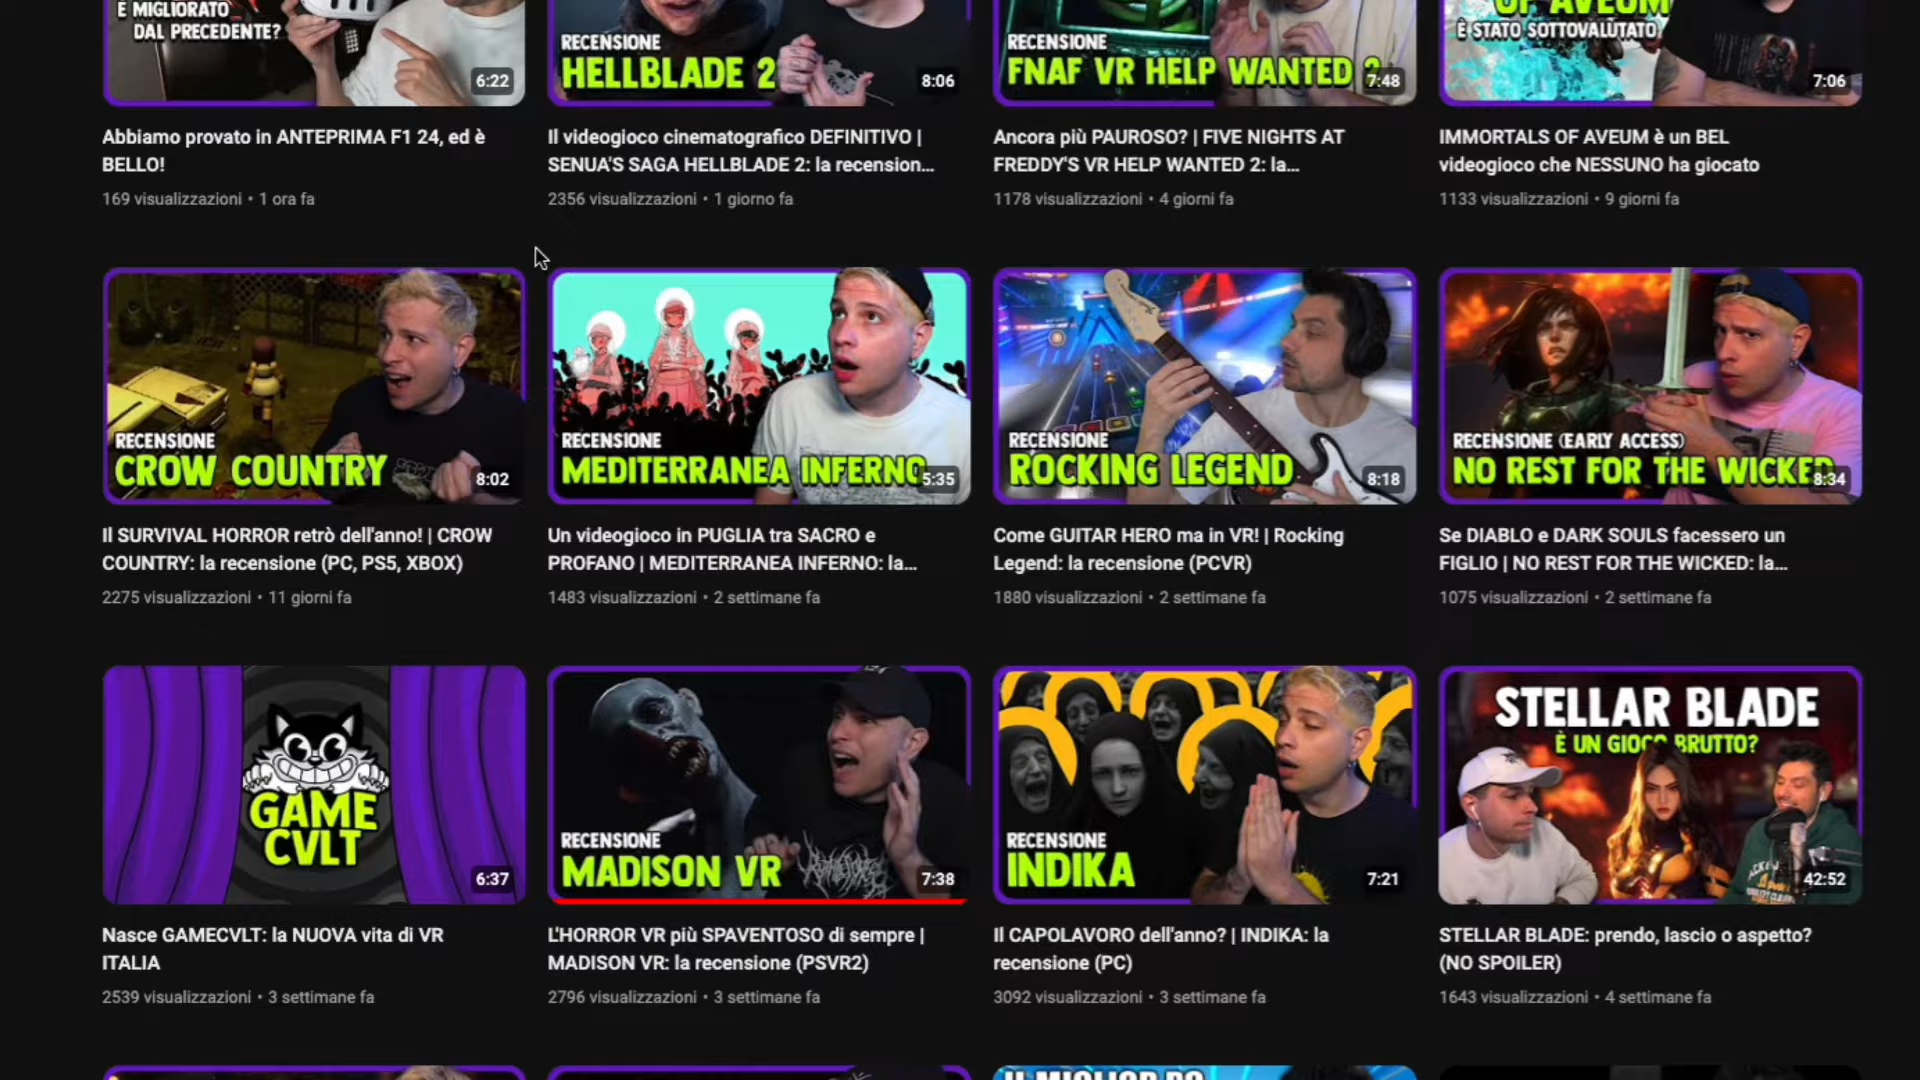 È MIGLIORATO
DAL PRECEDENTE?
6:22
RECENSIONE
HELLBLADE 2
8:06
RECENSIONE
FNAF VR HELP WANTED 2
7:48
OF AVEUM
È STATO SOTTOVALUTATO
7:06
Abbiamo provato in ANTEPRIMA F1 24, ed è
BELLO!
169 visualizzazioni • 1 ora fa
Il videogioco cinematografico DEFINITIVO |
SENUA'S SAGA HELLBLADE 2: la recension...
2356 visualizzazioni • 1 giorno fa
Ancora più PAUROSO? | FIVE NIGHTS AT
FREDDY'S VR HELP WANTED 2: la...
1178 visualizzazioni • 4 giorni fa
IMMORTALS OF AVEUM è un BEL
videogioco che NESSUNO ha giocato
1133 visualizzazioni • 9 giorni fa
RECENSIONE
CROW COUNTRY
8:02
RECENSIONE
MEDITERRANEA INFERNO
5:35
RECENSIONE
ROCKING LEGEND
8:18
RECENSIONE (EARLY ACCESS)
NO REST FOR THE WICKED
8:34
Il SURVIVAL HORROR retrò dell'anno! | CROW
COUNTRY: la recensione (PC, PS5, XBOX)
2275 visualizzazioni • 11 giorni fa
Un videogioco in PUGLIA tra SACRO e
PROFANO | MEDITERRANEA INFERNO: la...
1483 visualizzazioni • 2 settimane fa
Come GUITAR HERO ma in VR! | Rocking
Legend: la recensione (PCVR)
1880 visualizzazioni • 2 settimane fa
Se DIABLO e DARK SOULS facessero un
FIGLIO | NO REST FOR THE WICKED: la...
1075 visualizzazioni • 2 settimane fa
GAME
CVLT
6:37
RECENSIONE
MADISON VR
7:38
RECENSIONE
INDIKA
7:21
STELLAR BLADE
È UN GIOCO BRUTTO?
42:52
Nasce GAMECVLT: la NUOVA vita di VR
ITALIA
2539 visualizzazioni • 3 settimane fa
L'HORROR VR più SPAVENTOSO di sempre |
MADISON VR: la recensione (PSVR2)
2796 visualizzazioni • 3 settimane fa
Il CAPOLAVORO dell'anno? | INDIKA: la
recensione (PC)
3092 visualizzazioni • 3 settimane fa
STELLAR BLADE: prendo, lascio o aspetto?
(NO SPOILER)
1643 visualizzazioni • 4 settimane fa
IL MIGLIOR PC